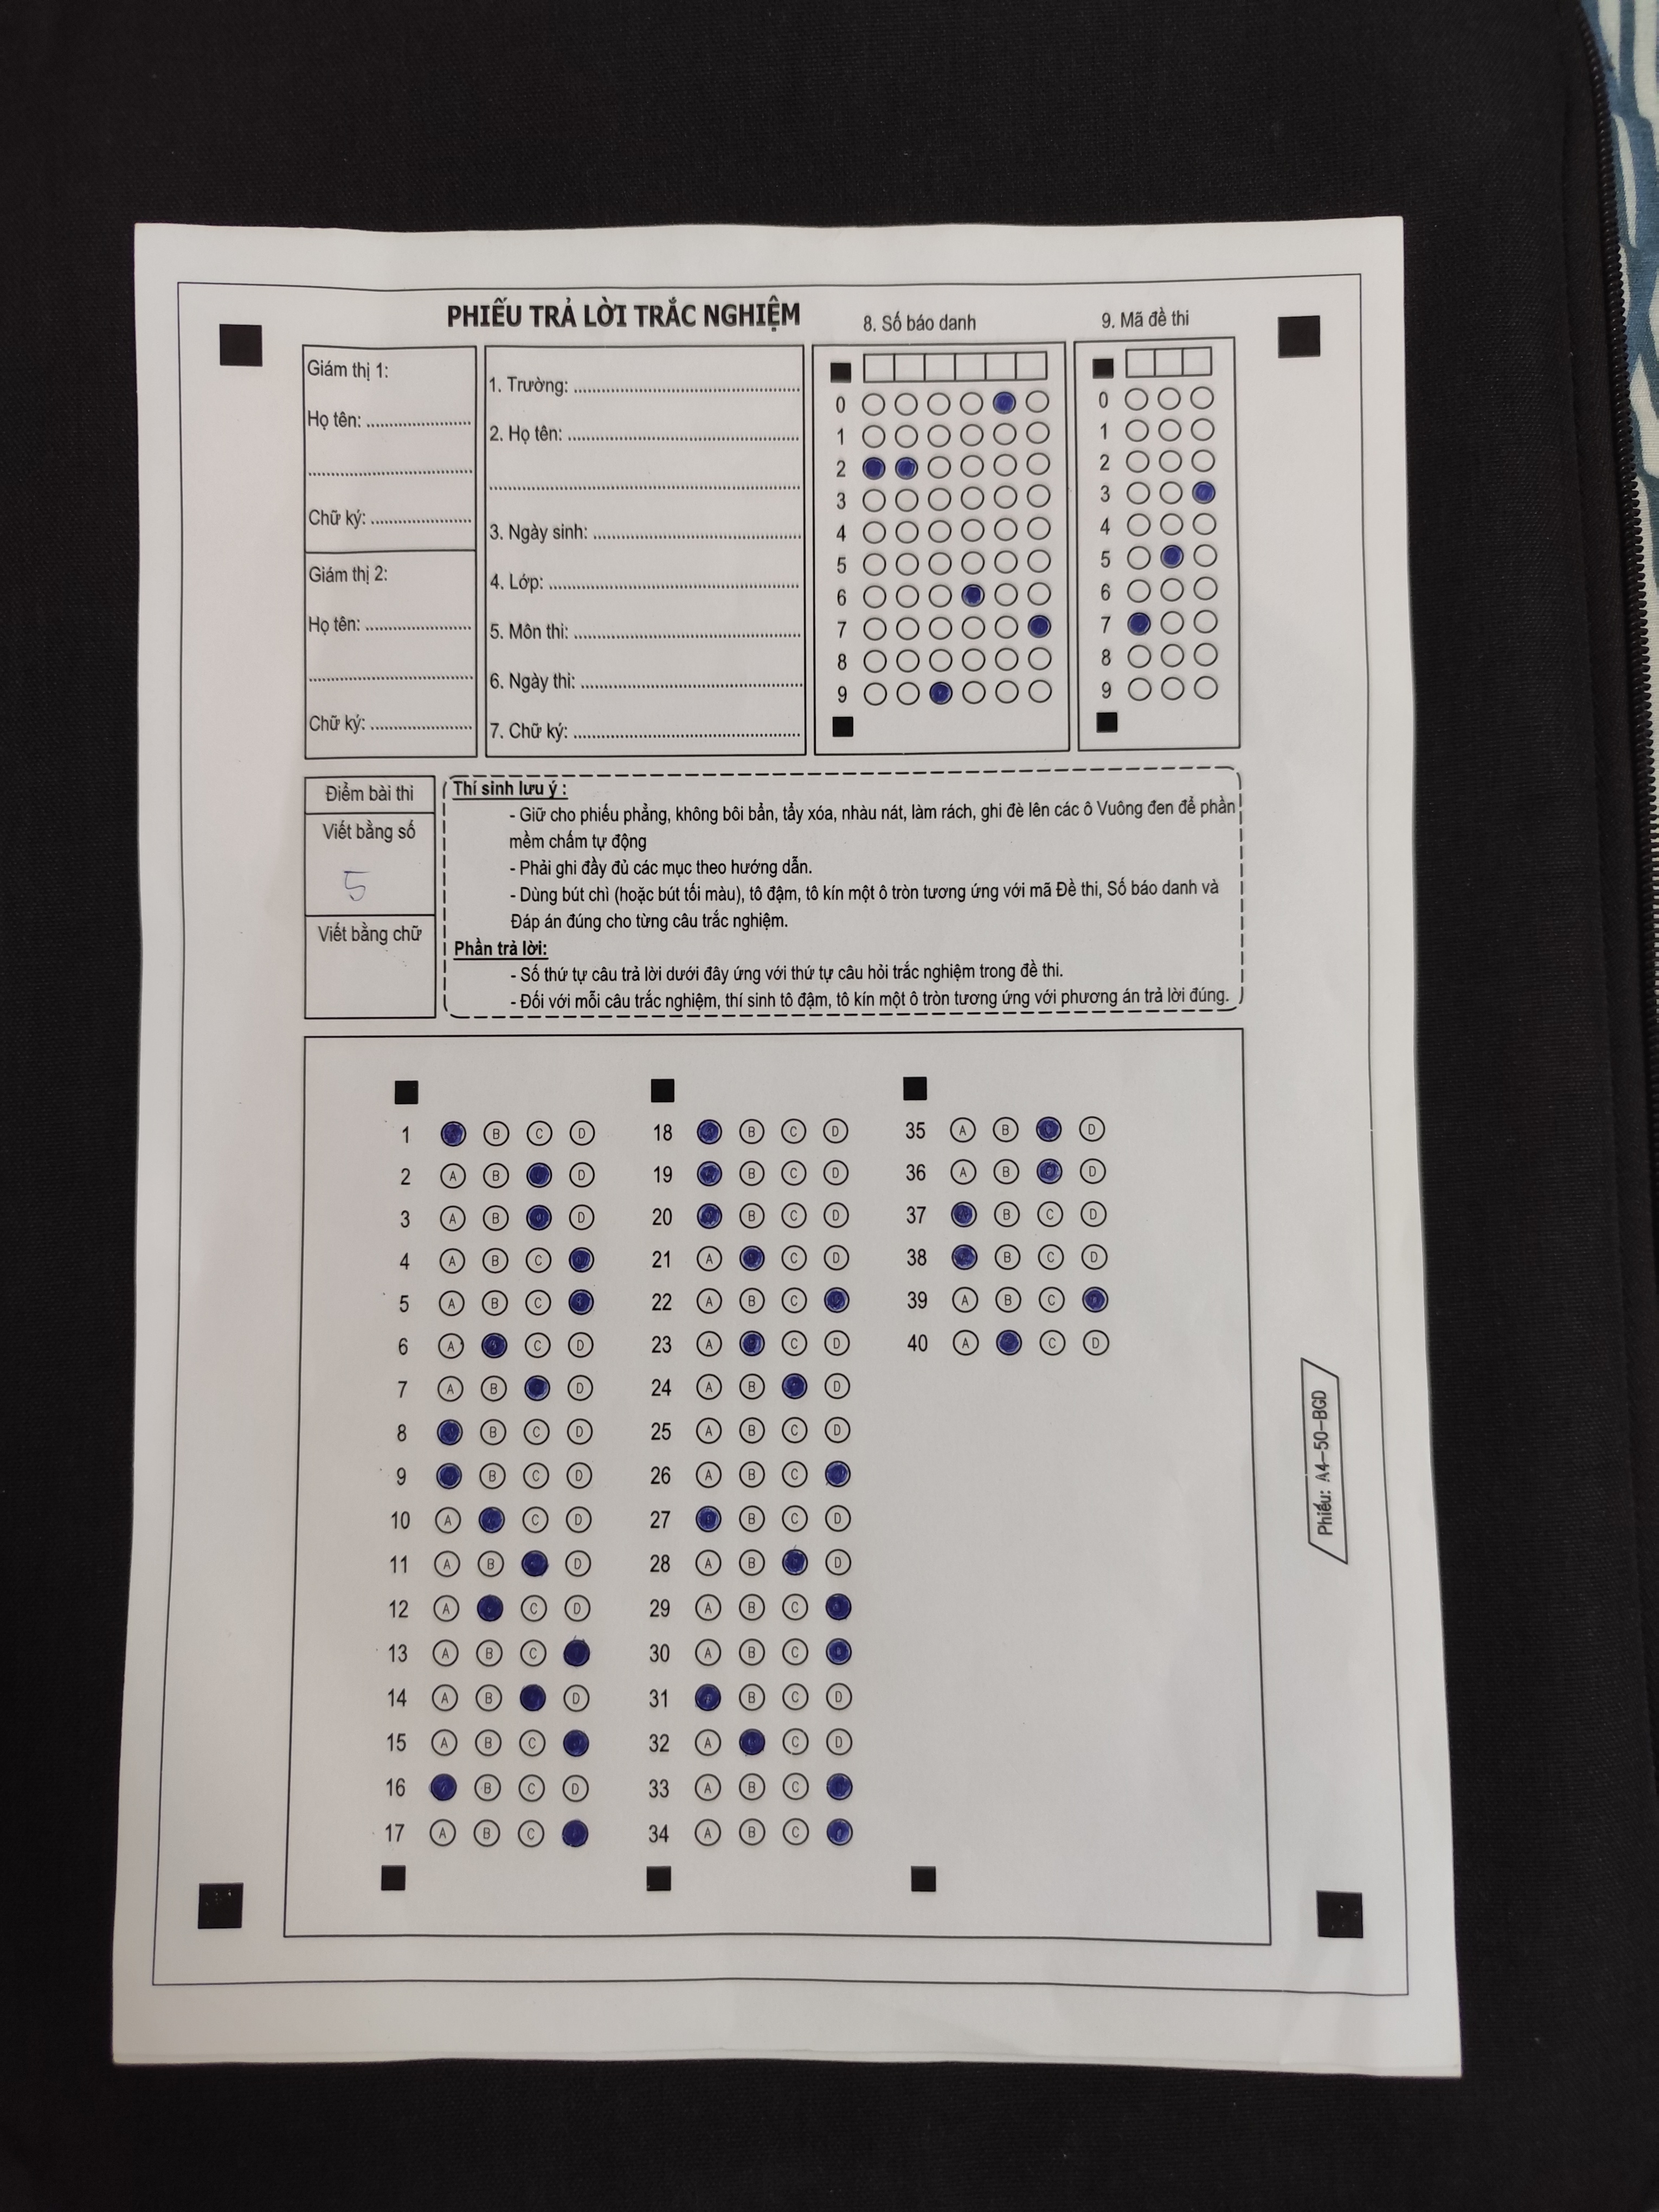 PHIẾU TRẢ LỜI TRẮC NGHIỆM
8. Số báo danh
9. Mã đề thi
Giám thị 1:
Họ tên: ........................
........................................
Chữ ký: ........................
Giám thị 2:
Họ tên: ........................
........................................
Chữ ký: ........................
1. Trường: ........................................
2. Họ tên: ........................................
............................................................
3. Ngày sinh: ........................................
4. Lớp: ........................................
5. Môn thi: ........................................
6. Ngày thi: ........................................
7. Chữ ký: ........................................
0
1
2
3
4
5
6
7
8
9
0
1
2
3
4
5
6
7
8
9
Điểm bài thi
Viết bằng số
5
Viết bằng chữ
Thí sinh lưu ý :
- Giữ cho phiếu phẳng, không bôi bẩn, tẩy xóa, nhàu nát, làm rách, ghi đè lên các ô Vuông đen để phần
mềm chấm tự động
- Phải ghi đầy đủ các mục theo hướng dẫn.
- Dùng bút chì (hoặc bút tối màu), tô đậm, tô kín một ô tròn tương ứng với mã Đề thi, Số báo danh và
Đáp án đúng cho từng câu trắc nghiệm.
Phần trả lời:
- Số thứ tự câu trả lời dưới đây ứng với thứ tự câu hỏi trắc nghiệm trong đề thi.
- Đối với mỗi câu trắc nghiệm, thí sinh tô đậm, tô kín một ô tròn tương ứng với phương án trả lời đúng.
1 B C D
2 A B D
3 A B D
4 A B C
5 A B C
6 A C D
7 A B D
8 B C D
9 B C D
10 A C D
11 A B D
12 A C D
13 A B C
14 A B D
15 A B C
16 B C D
17 A B C
18 B C D
19 B C D
20 B C D
21 A C D
22 A B C
23 A C D
24 A B D
25 A B C D
26 A B C
27 B C D
28 A B D
29 A B C
30 A B C
31 B C D
32 A C D
33 A B C
34 A B C
35 A B D
36 A B D
37 B C D
38 B C D
39 A B C
40 A C D
Phiếu: A4-50-BGD